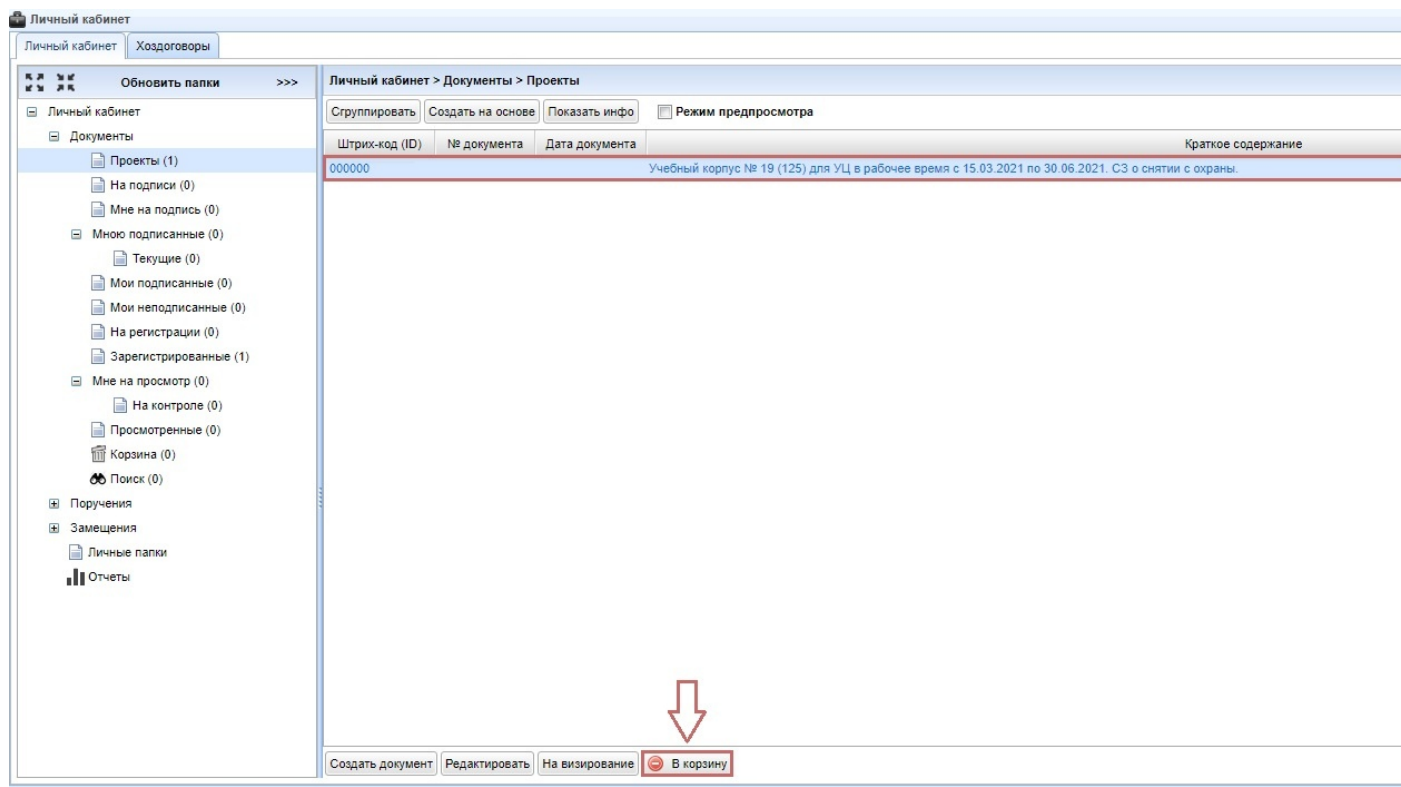 Личный кабинет
Личный кабинет Хоздоговоры
Обновить папки >>>
Личный кабинет
Документы
Проекты (1)
На подписи (0)
Мне на подпись (0)
Мною подписанные (0)
Текущие (0)
Мои подписанные (0)
Мои неподписанные (0)
На регистрации (0)
Зарегистрированные (1)
Мне на просмотр (0)
На контроле (0)
Просмотренные (0)
Корзина (0)
Поиск (0)
Поручения
Замещения
Личные папки
Отчеты
Личный кабинет > Документы > Проекты
Сгруппировать Создать на основе Показать инфо Режим предпросмотра
Штрих-код (ID) № документа Дата документа Краткое содержание
000000 Учебный корпус № 19 (125) для УЦ в рабочее время с 15.03.2021 по 30.06.2021. СЗ о снятии с охраны.
Создать документ Редактировать На визирование В корзину